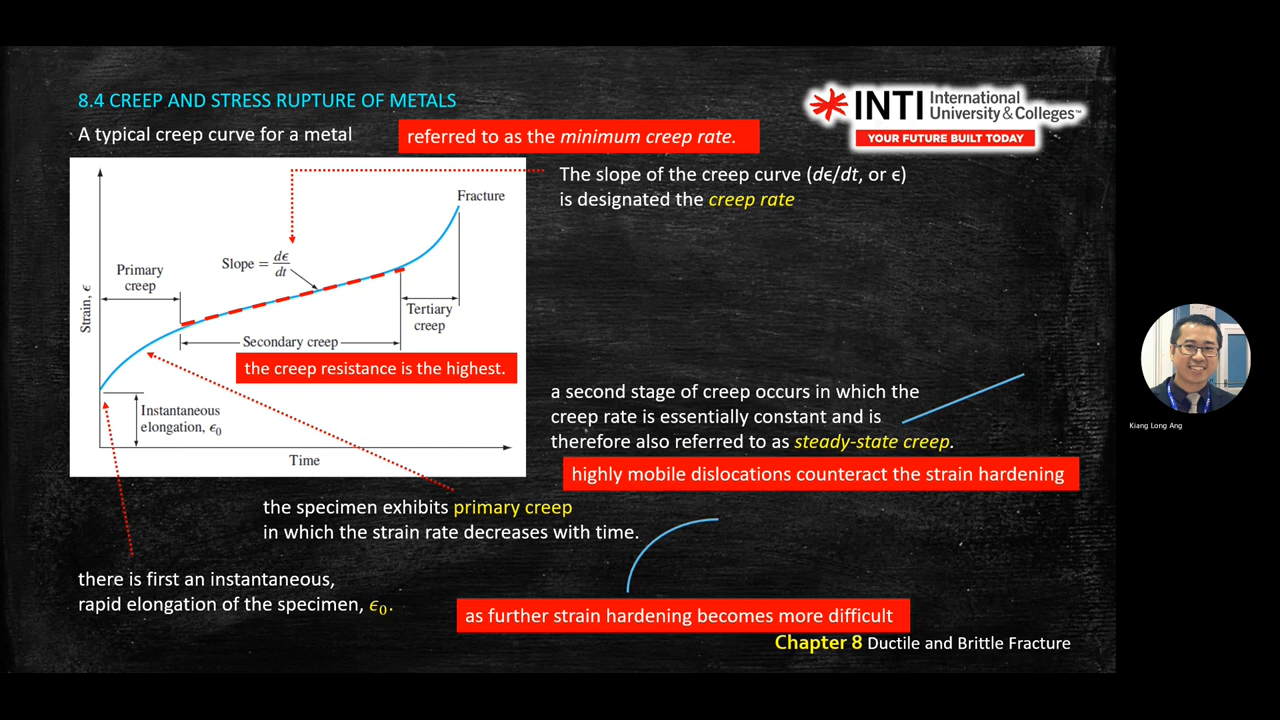 8.4 CREEP AND STRESS RUPTURE OF METALS
A typical creep curve for a metal
referred to as the minimum creep rate.
INTI International
University & Colleges™
YOUR FUTURE BUILT TODAY
The slope of the creep curve (dϵ/dt, or ϵ)
is designated the creep rate
Fracture
Slope = dϵ/dt
Primary
creep
Strain, ϵ
Tertiary
creep
Secondary creep
the creep resistance is the highest.
Instantaneous
elongation, ϵ₀
Time
a second stage of creep occurs in which the
creep rate is essentially constant and is
therefore also referred to as steady-state creep.
highly mobile dislocations counteract the strain hardening
the specimen exhibits primary creep
in which the strain rate decreases with time.
there is first an instantaneous,
rapid elongation of the specimen, ϵ₀.
as further strain hardening becomes more difficult
Chapter 8 Ductile and Brittle Fracture
Kiang Long Ang